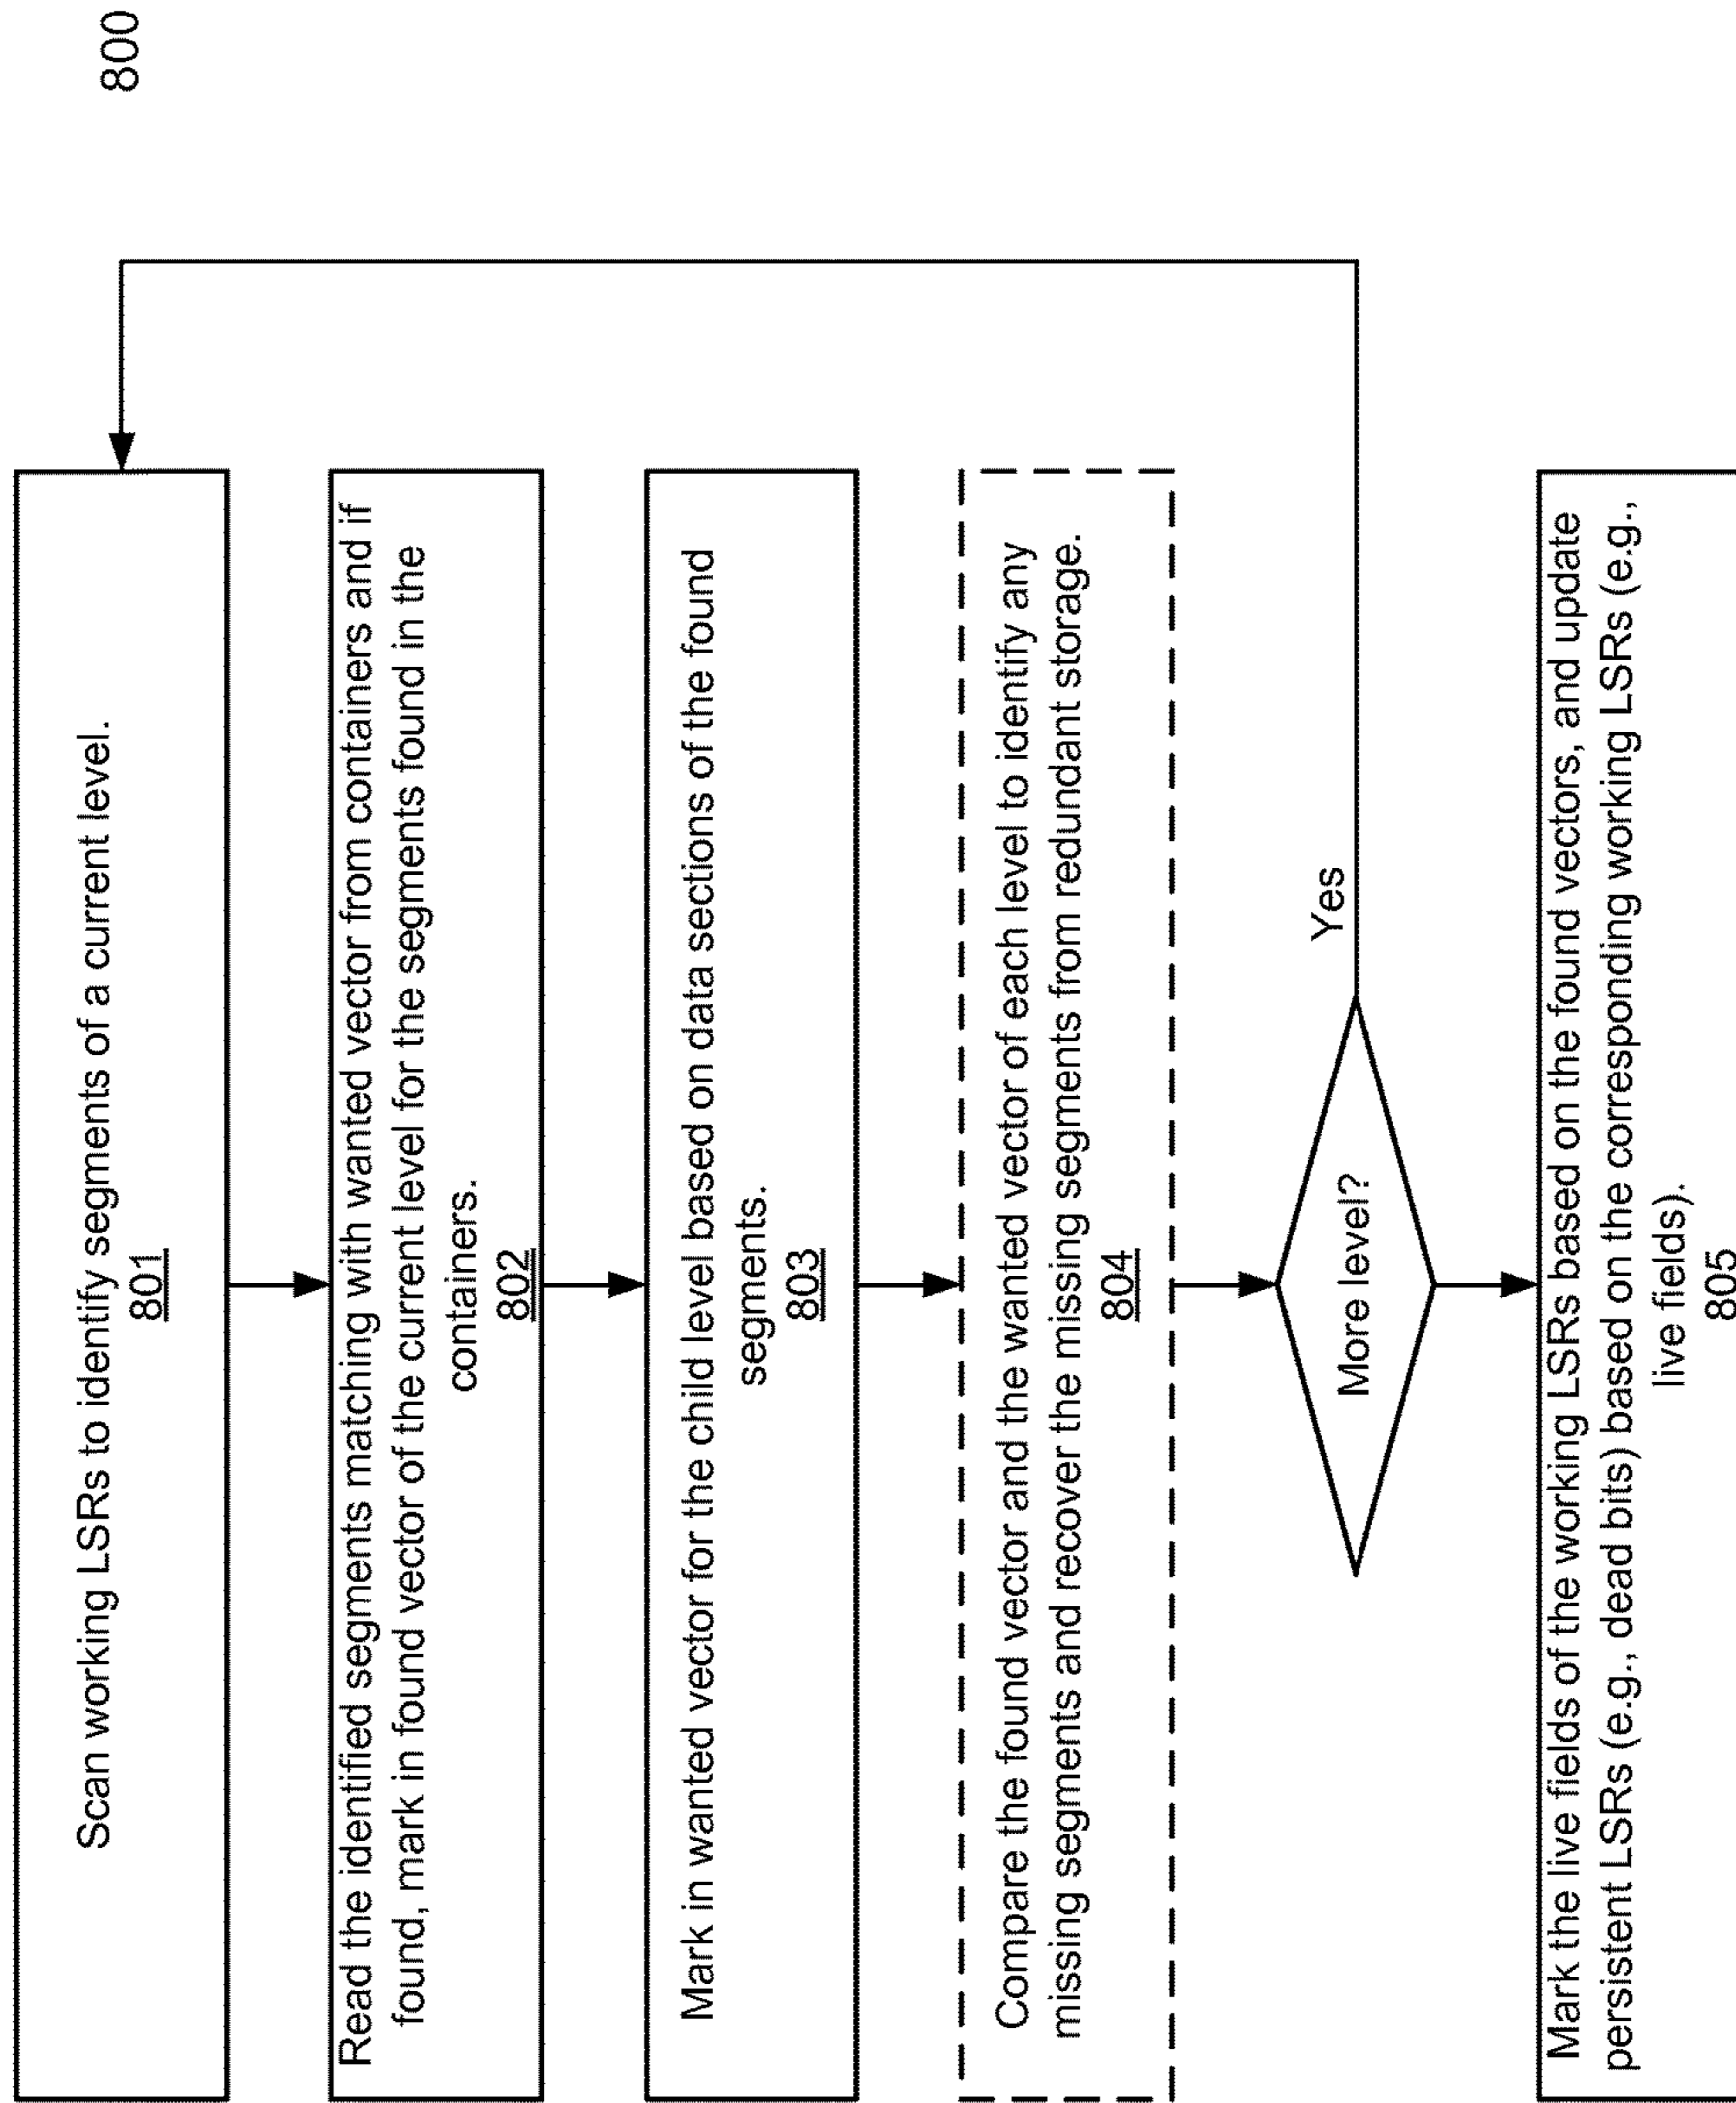 800
Scan working LSRs to identify segments of a current level.
801
Read the identified segments matching with wanted vector from containers and if
found, mark in found vector of the current level for the segments found in the
containers.
802
Mark in wanted vector for the child level based on data sections of the found
segments.
803
Compare the found vector and the wanted vector of each level to identify any
missing segments and recover the missing segments from redundant storage.
804
More level?
Yes
Mark the live fields of the working LSRs based on the found vectors, and update
persistent LSRs (e.g., dead bits) based on the corresponding working LSRs (e.g.,
live fields).
805